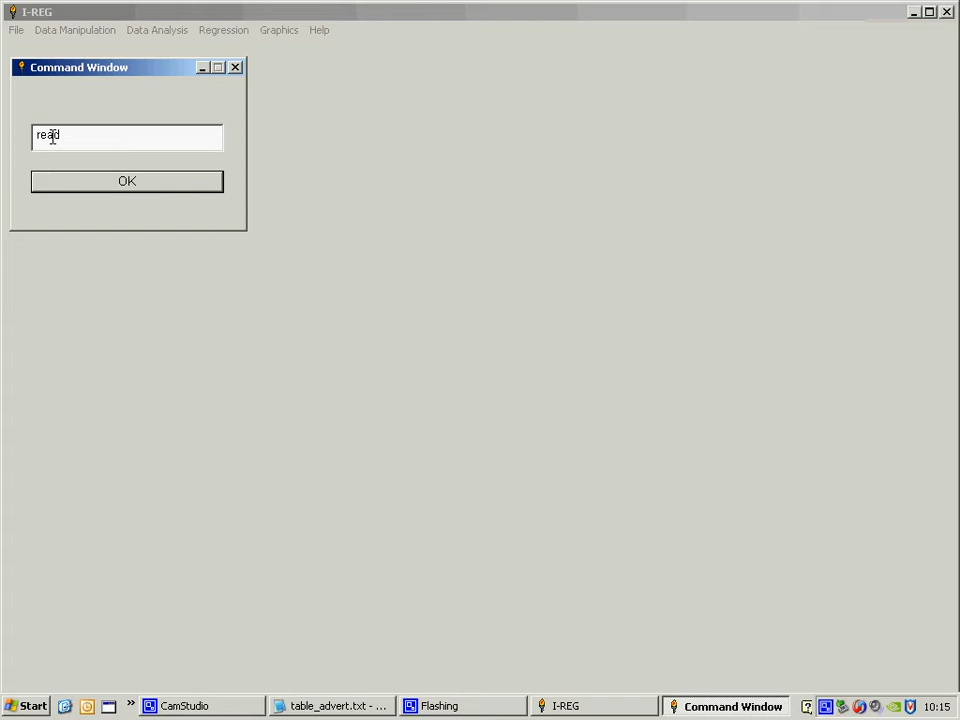 I-REG
File Data Manipulation Data Analysis Regression Graphics Help
Command Window
read
OK
Start » CamStudio table_advert.txt - ... Flashing I-REG Command Window 10:15